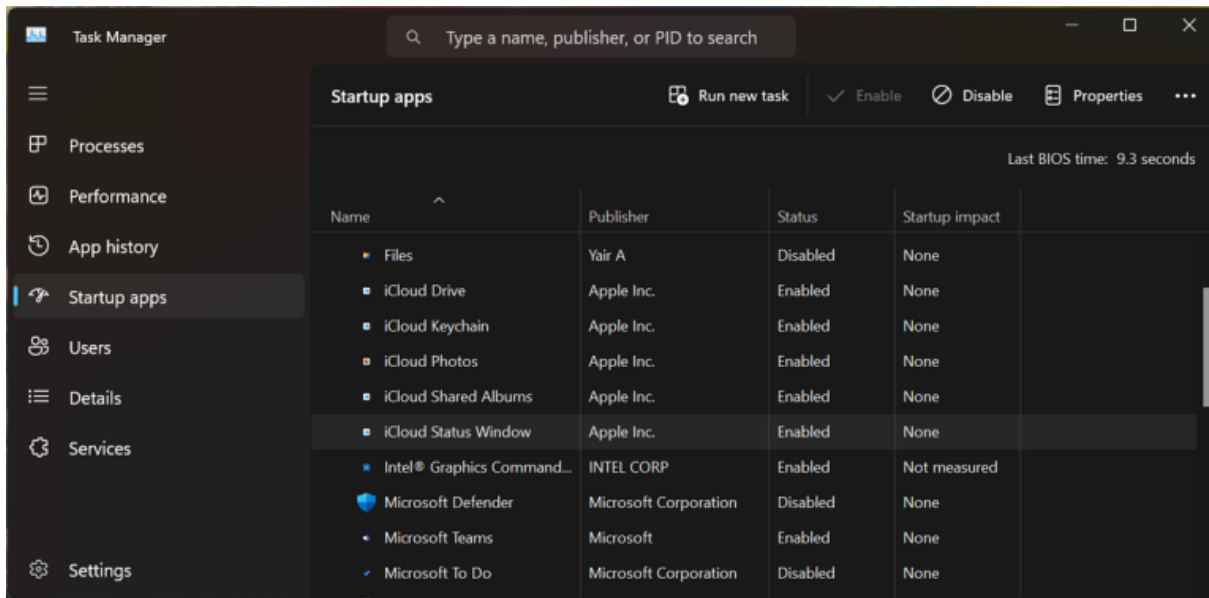 Task Manager
Type a name, publisher, or PID to search
Startup apps
Run new task
Enable
Disable
Properties
Processes
Performance
App history
Startup apps
Users
Details
Services
Settings
Last BIOS time: 9.3 seconds
Name Publisher Status Startup impact
Files Yair A Disabled None
iCloud Drive Apple Inc. Enabled None
iCloud Keychain Apple Inc. Enabled None
iCloud Photos Apple Inc. Enabled None
iCloud Shared Albums Apple Inc. Enabled None
iCloud Status Window Apple Inc. Enabled None
Intel® Graphics Command... INTEL CORP Enabled Not measured
Microsoft Defender Microsoft Corporation Disabled None
Microsoft Teams Microsoft Enabled None
Microsoft To Do Microsoft Corporation Disabled None